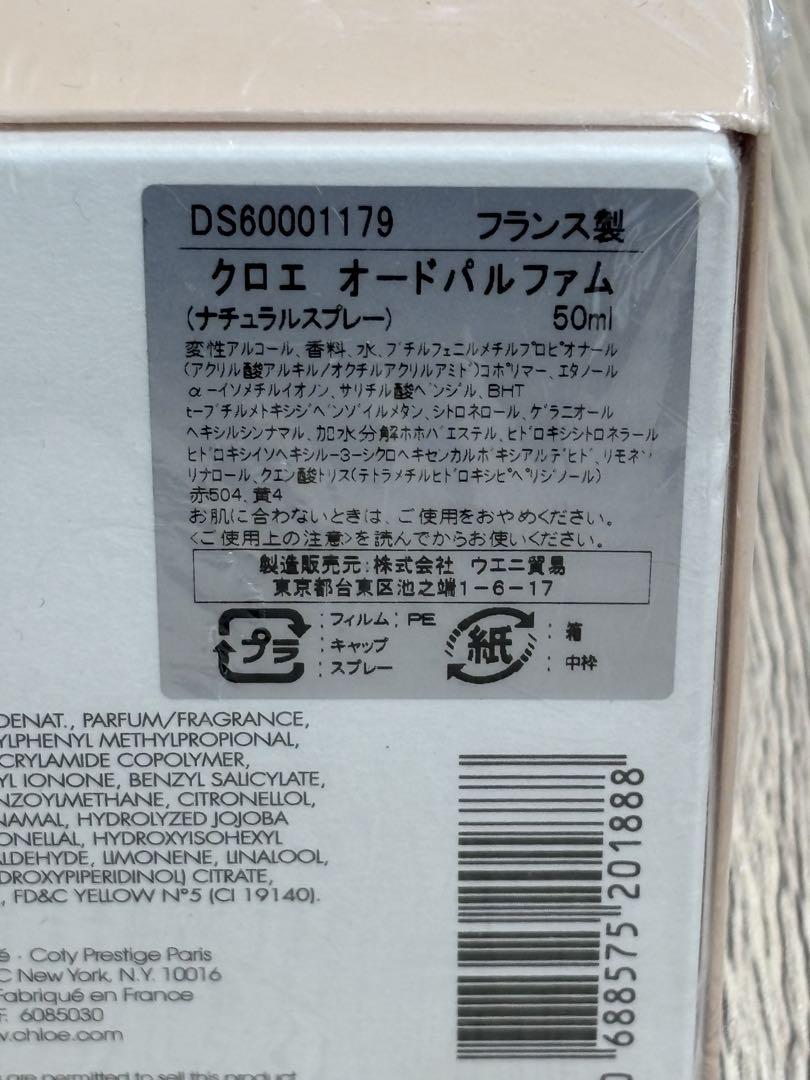 DS60001179 フランス製
クロエ オードパルファム
(ナチュラルスプレー) 50ml
変性アルコール、香料、水、ブチルフェニルメチルプロピオナール
(アクリル酸アルキル/オクチルアクリルアミド)コポリマー、エタノール
α-イソメチルイオノン、サリチル酸ベンジル、BHT
t-ブチルメトキシジベンゾイルメタン、シトロネロール、ゲラニオール
ヘキシルシンナマル、加水分解ホホバエステル、ヒドロキシシトロネラール
ヒドロキシイソヘキシル-3-シクロヘキセンカルボキシアルデヒド、リモネン
リナロール、クエン酸トリス(テトラメチルヒドロキシピペリジノール)
赤504、黄4
お肌に合わないときは、ご使用をおやめください。
<ご使用上の注意>を読んでからお使いください。
製造販売元:株式会社 ウエニ貿易
東京都台東区池之端1-6-17
プラ
:フィルム:PE
:キャップ
:スプレー
紙
:箱
:中枠
DENAT., PARFUM/FRAGRANCE,
YLPHENYL METHYLPROPIONAL,
CRYLAMIDE COPOLYMER,
YL IONONE, BENZYL SALICYLATE,
NZOYLMETHANE, CITRONELLOL,
NAMAL, HYDROLYZED JOJOBA
ONELLAL, HYDROXYISOHEXYL
ALDEHYDE, LIMONENE, LINALOOL,
DROXYPIPERIDINOL) CITRATE,
, FD&C YELLOW N°5 (CI 19140).
é · Coty Prestige Paris
C New York, N.Y. 10016
Fabriqué en France
F. 6085030
w.chloe.com
are permitted to sell this product
0 688575 201888